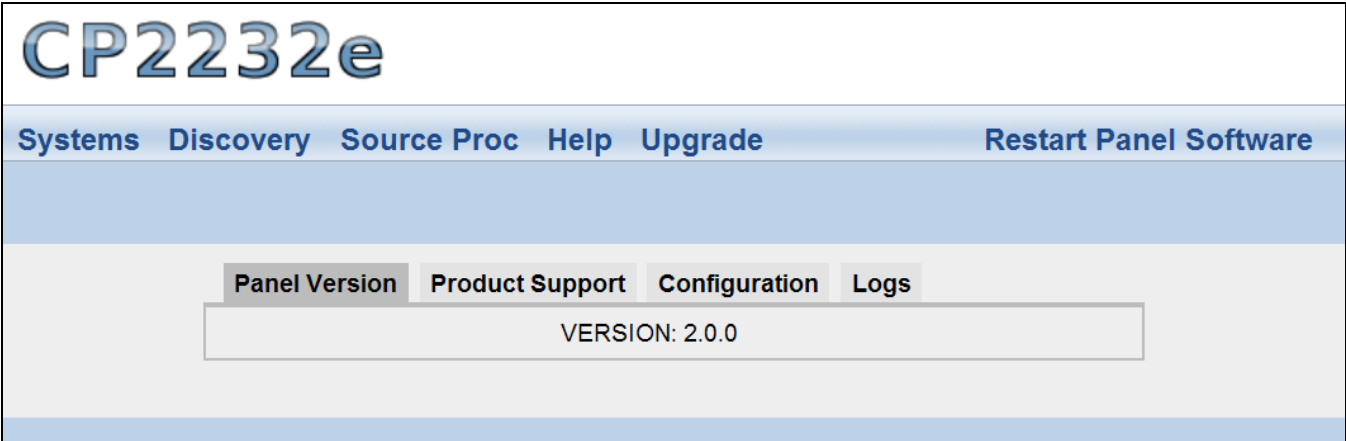 CP2232e
Systems Discovery Source Proc Help Upgrade Restart Panel Software
Panel Version Product Support Configuration Logs
VERSION: 2.0.0